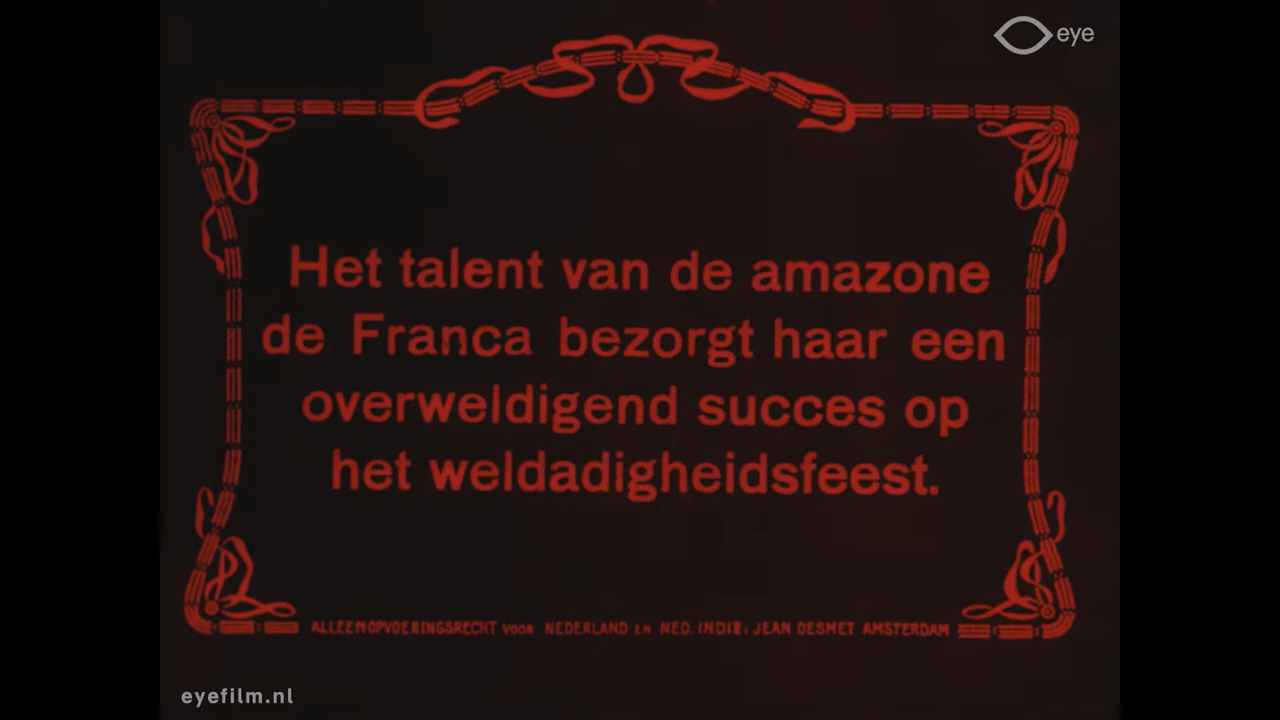 eye
Het talent van de amazone
de Franca bezorgt haar een
overweldigend succes op
het weldadigheidsfeest.
ALLEENOPVOERINGSRECHT voor NEDERLAND EN NED. INDIE: JEAN DESMET AMSTERDAM
eyefilm.nl